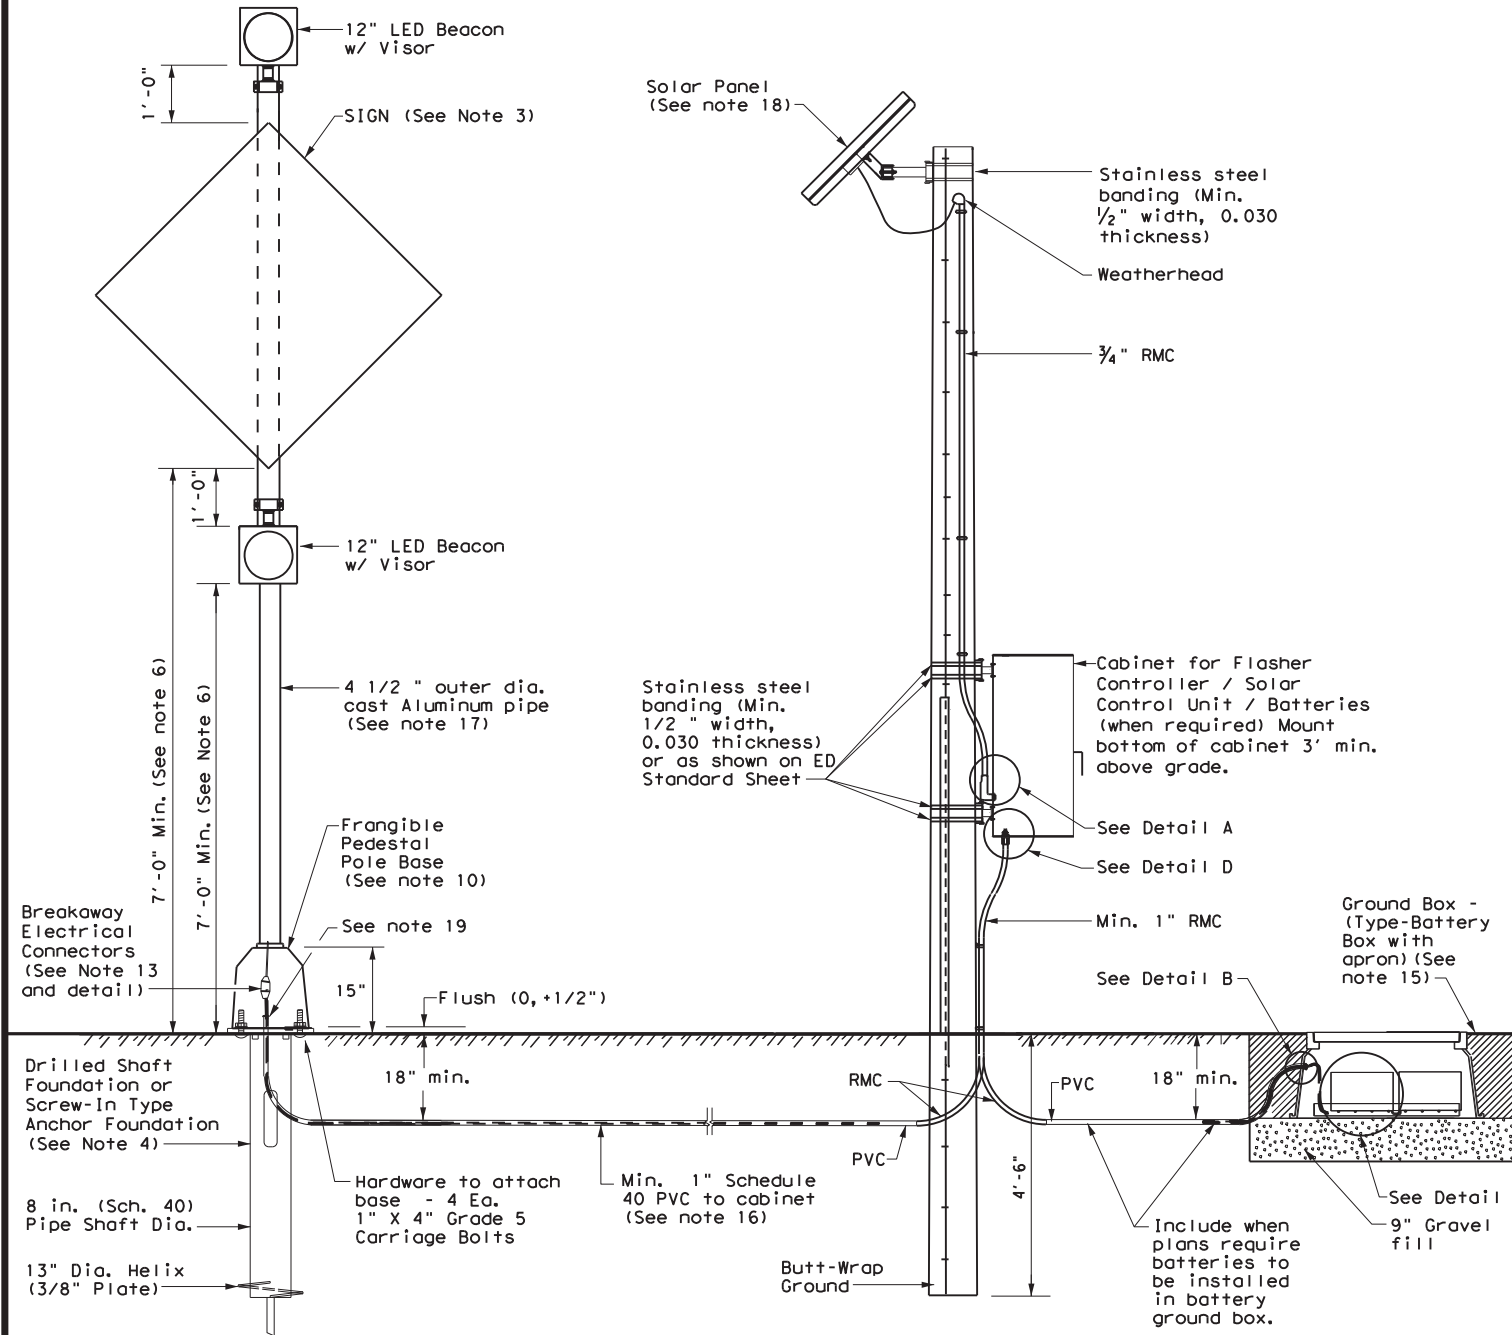 12" LED Beacon
w/ Visor
1'-0"
SIGN (See Note 3)
Solar Panel
(See note 18)
Stainless steel
banding (Min.
1/2" width, 0.030
thickness)
Weatherhead
3/4" RMC
1'-0"
12" LED Beacon
w/ Visor
7'-0" Min. (See note 6)
7'-0" Min. (See Note 6)
4 1/2 " outer dia.
cast Aluminum pipe
(See note 17)
Stainless steel
banding (Min.
1/2 " width,
0.030 thickness)
or as shown on ED
Standard Sheet
Cabinet for Flasher
Controller / Solar
Control Unit / Batteries
(when required) Mount
bottom of cabinet 3' min.
above grade.
See Detail A
See Detail D
Frangible
Pedestal
Pole Base
(See note 10)
See note 19
Breakaway
Electrical
Connectors
(See Note 13
and detail)
15"
Flush (0,+1/2")
Min. 1" RMC
See Detail B
Ground Box -
(Type-Battery
Box with
apron) (See
note 15)
Drilled Shaft
Foundation or
Screw-In Type
Anchor Foundation
(See Note 4)
18" min.
RMC
PVC
18" min.
PVC
4'-6"
8 in. (Sch. 40)
Pipe Shaft Dia.
13" Dia. Helix
(3/8" Plate)
Hardware to attach
base - 4 Ea.
1" X 4" Grade 5
Carriage Bolts
Min. 1" Schedule
40 PVC to cabinet
(See note 16)
Butt-Wrap
Ground
Include when
plans require
batteries to
be installed
in battery
ground box.
See Detail
9" Gravel
fill